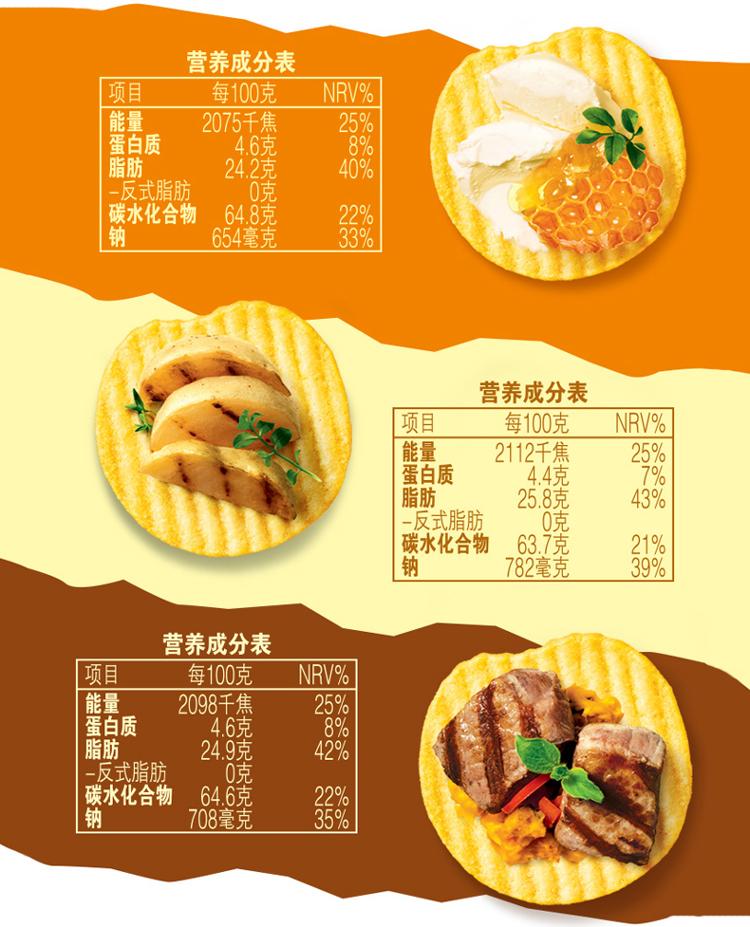 营养成分表
项目 每100克 NRV%
能量 2075千焦 25%
蛋白质 4.6克 8%
脂肪 24.2克 40%
-反式脂肪 0克
碳水化合物 64.8克 22%
钠 654毫克 33%
营养成分表
项目 每100克 NRV%
能量 2112千焦 25%
蛋白质 4.4克 7%
脂肪 25.8克 43%
-反式脂肪 0克
碳水化合物 63.7克 21%
钠 782毫克 39%
营养成分表
项目 每100克 NRV%
能量 2098千焦 25%
蛋白质 4.6克 8%
脂肪 24.9克 42%
-反式脂肪 0克
碳水化合物 64.6克 22%
钠 708毫克 35%